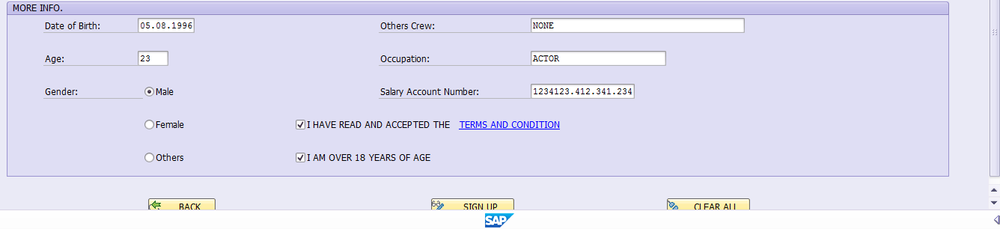 MORE INFO.
Date of Birth: 05.08.1996 Others Crew: NONE
Age: 23 Occupation: ACTOR
Gender: Male Salary Account Number: 1234123.412.341.234
Female I HAVE READ AND ACCEPTED THE TERMS AND CONDITION
Others I AM OVER 18 YEARS OF AGE
BACK SIGN UP CLEAR ALL
SAP